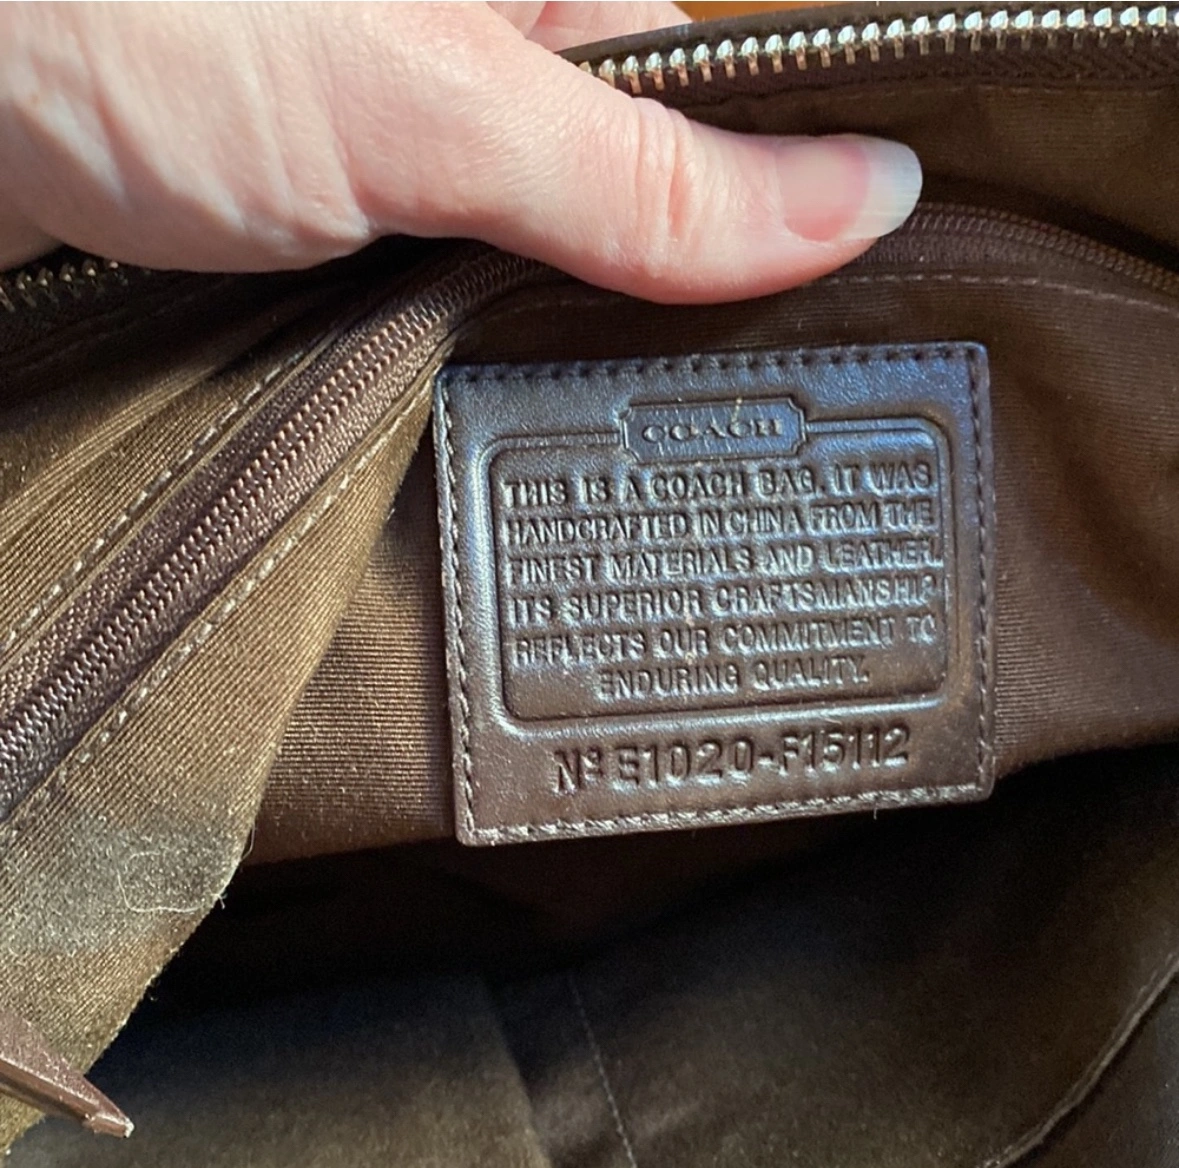 COACH
THIS IS A COACH BAG. IT WAS
HANDCRAFTED IN CHINA FROM THE
FINEST MATERIALS AND LEATHER.
ITS SUPERIOR CRAFTSMANSHIP
REFLECTS OUR COMMITMENT TO
ENDURING QUALITY.
Nº E1020-F15112